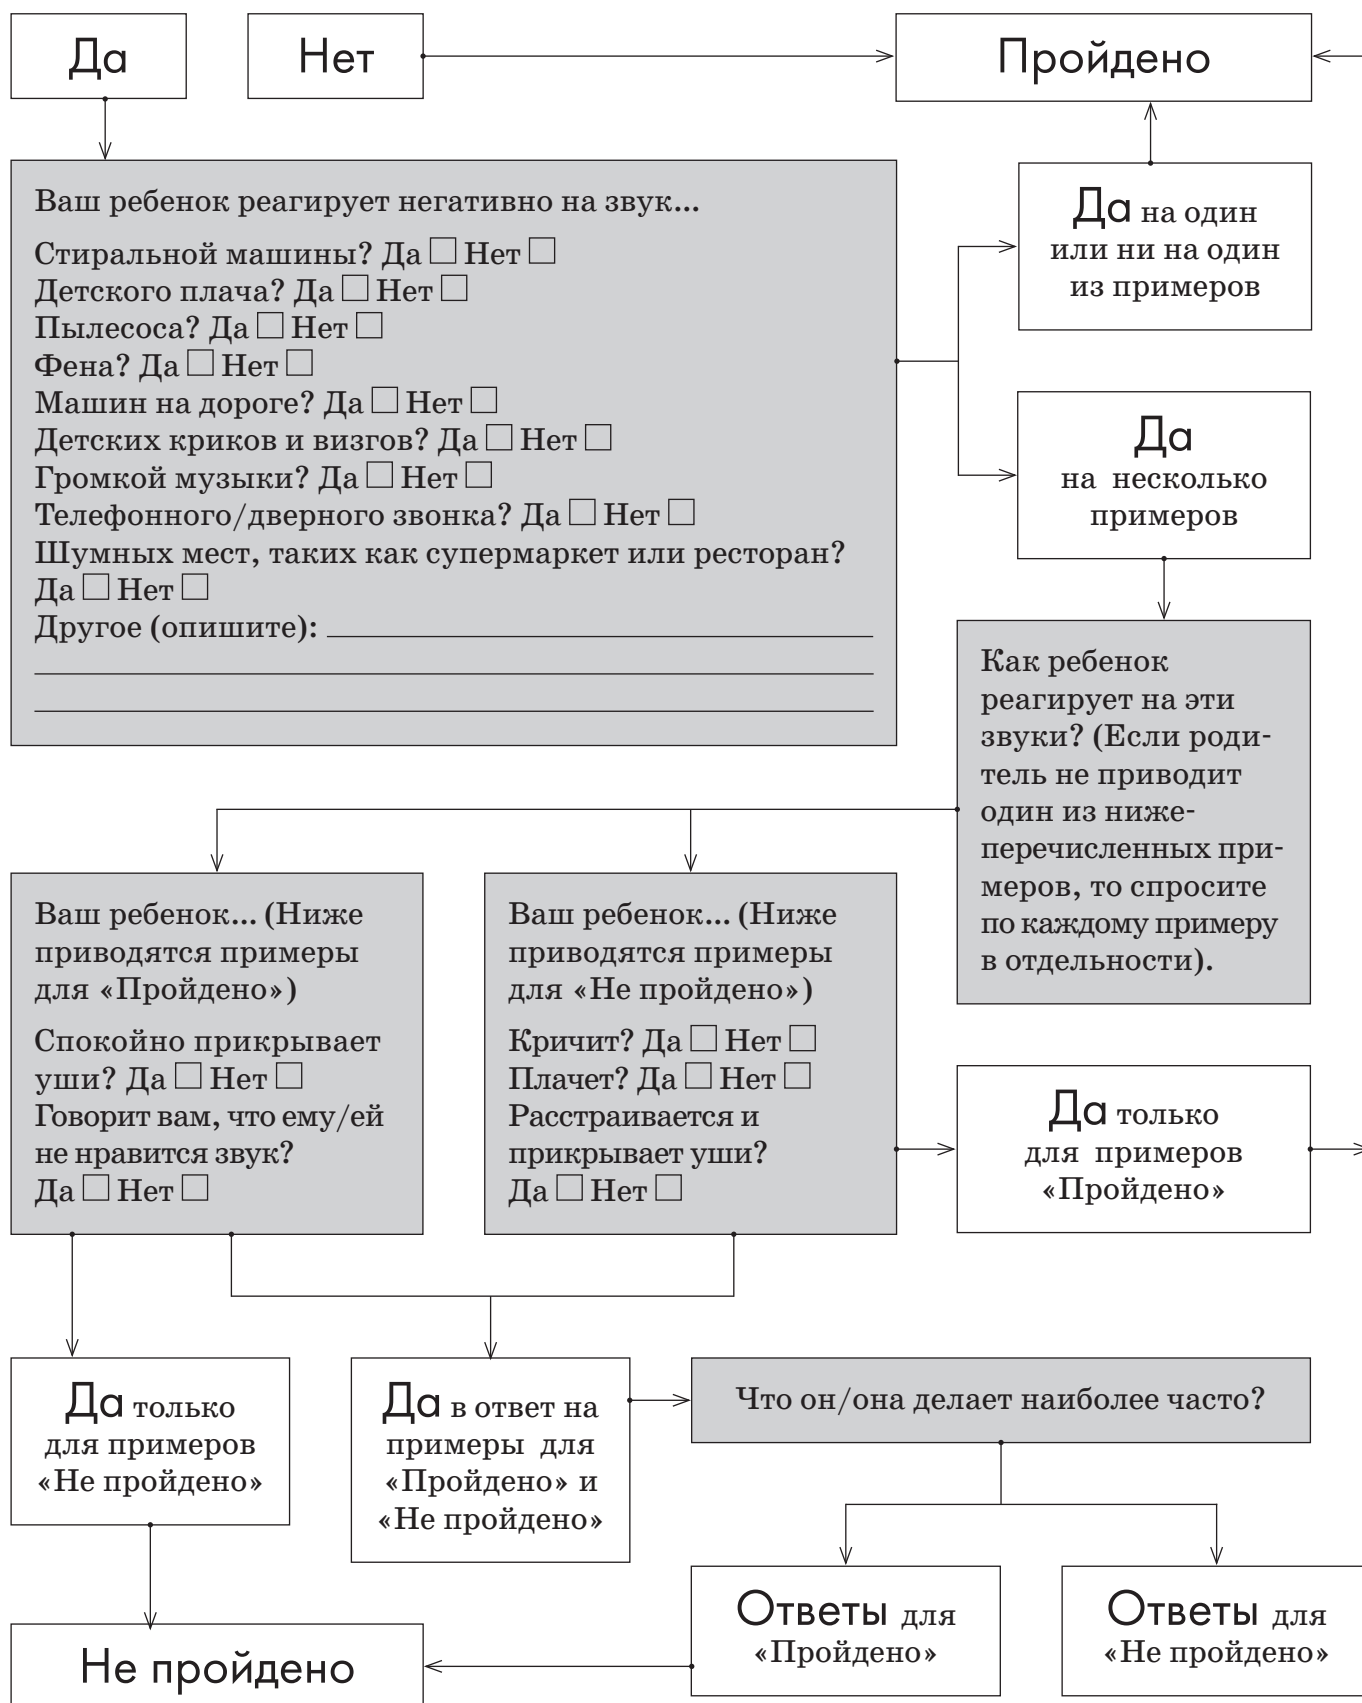 Да
Нет
Пройдено
Ваш ребенок реагирует негативно на звук...
Стиральной машины? Да □ Нет □
Детского плача? Да □ Нет □
Пылесоса? Да □ Нет □
Фена? Да □ Нет □
Машин на дороге? Да □ Нет □
Детских криков и визгов? Да □ Нет □
Громкой музыки? Да □ Нет □
Телефонного/дверного звонка? Да □ Нет □
Шумных мест, таких как супермаркет или ресторан?
Да □ Нет □
Другое (опишите):
Да на один
или ни на один
из примеров
Да
на несколько
примеров
Как ребенок
реагирует на эти
звуки? (Если роди-
тель не приводит
один из ниже-
перечисленных при-
меров, то спросите
по каждому примеру
в отдельности).
Ваш ребенок... (Ниже
приводятся примеры
для «Пройдено»)
Спокойно прикрывает
уши? Да □ Нет □
Говорит вам, что ему/ей
не нравится звук?
Да □ Нет □
Ваш ребенок... (Ниже
приводятся примеры
для «Не пройдено»)
Кричит? Да □ Нет □
Плачет? Да □ Нет □
Расстраивается и
прикрывает уши?
Да □ Нет □
Да только
для примеров
«Пройдено»
Да только
для примеров
«Не пройдено»
Да в ответ на
примеры для
«Пройдено» и
«Не пройдено»
Что он/она делает наиболее часто?
Ответы для
«Пройдено»
Ответы для
«Не пройдено»
Не пройдено